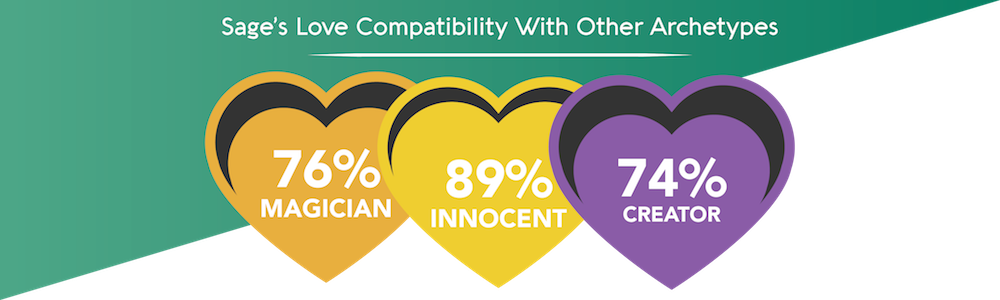 Sage's Love Compatibility With Other Archetypes
76%
MAGICIAN
89%
INNOCENT
74%
CREATOR